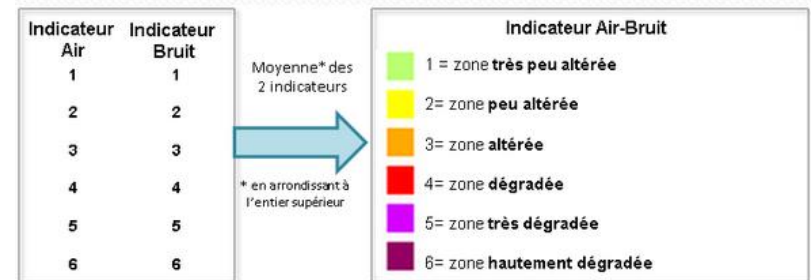 Indicateur Air Indicateur Bruit
1 1
2 2
3 3
4 4
5 5
6 6
Moyenne* des
2 indicateurs
* en arrondissant à
l'entier supérieur
Indicateur Air-Bruit
1 = zone très peu altérée
2= zone peu altérée
3= zone altérée
4= zone dégradée
5= zone très dégradée
6= zone hautement dégradée